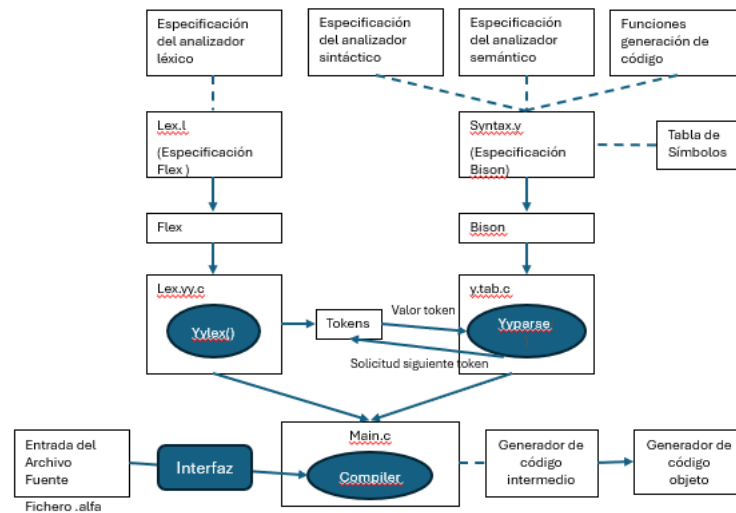 Especificación
del analizador
léxico
Especificación
del analizador
sintáctico
Especificación
del analizador
semántico
Funciones
generación de
código
Lex.l
(Especificación
Flex )
Syntax.y
(Especificación
Bison)
Tabla de
Símbolos
Flex
Bison
Lex.yy.c
Yylex()
Tokens
Valor token
Solicitud siguiente token
y.tab.c
Yyparse
Entrada del
Archivo
Fuente
Fichero .alfa
Interfaz
Main.c
Compiler
Generador de
código
intermedio
Generador de
código
objeto